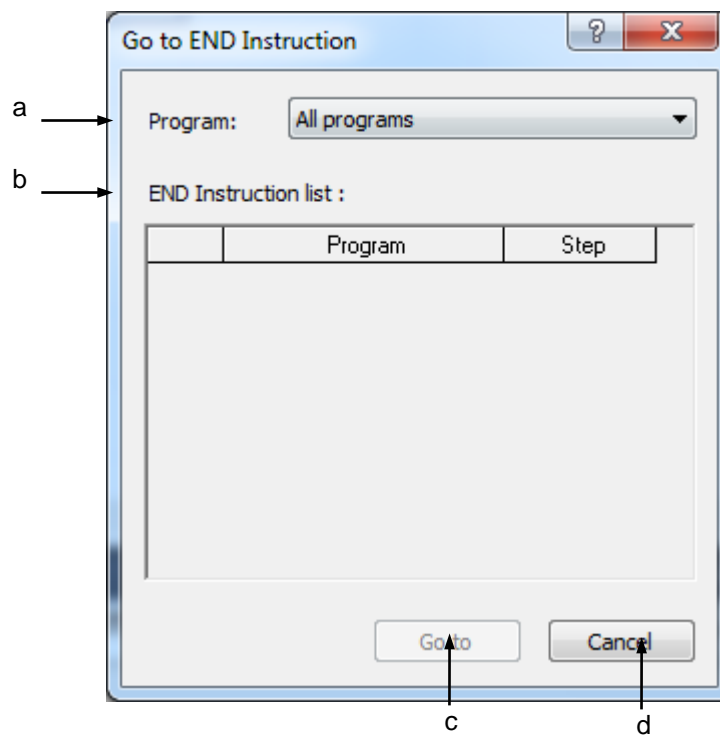 Go to END Instruction
a
Program: All programs
b
END Instruction list :
Program Step
Go to Cancel
c d